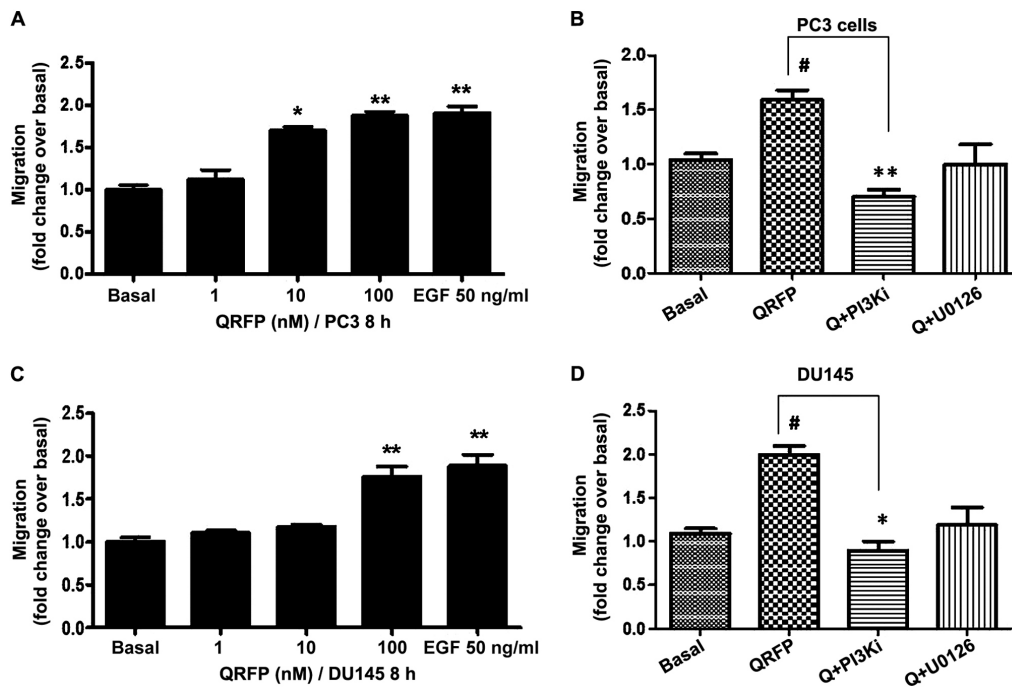 A
Migration
(fold change over basal)
2.5
2.0
1.5
1.0
0.5
0.0
*
**
**
Basal
1
10
100
EGF 50 ng/ml
QRFP (nM) / PC3 8 h
B
PC3 cells
Migration
(fold change over basal)
2.0
1.5
1.0
0.5
0.0
#
**
Basal
QRFP
Q+PI3Ki
Q+U0126
C
Migration
(fold change over basal)
2.5
2.0
1.5
1.0
0.5
0.0
**
**
Basal
1
10
100
EGF 50 ng/ml
QRFP (nM) / DU145 8 h
D
DU145
Migration
(fold change over basal)
2.5
2.0
1.5
1.0
0.5
0.0
#
*
Basal
QRFP
Q+PI3Ki
Q+U0126